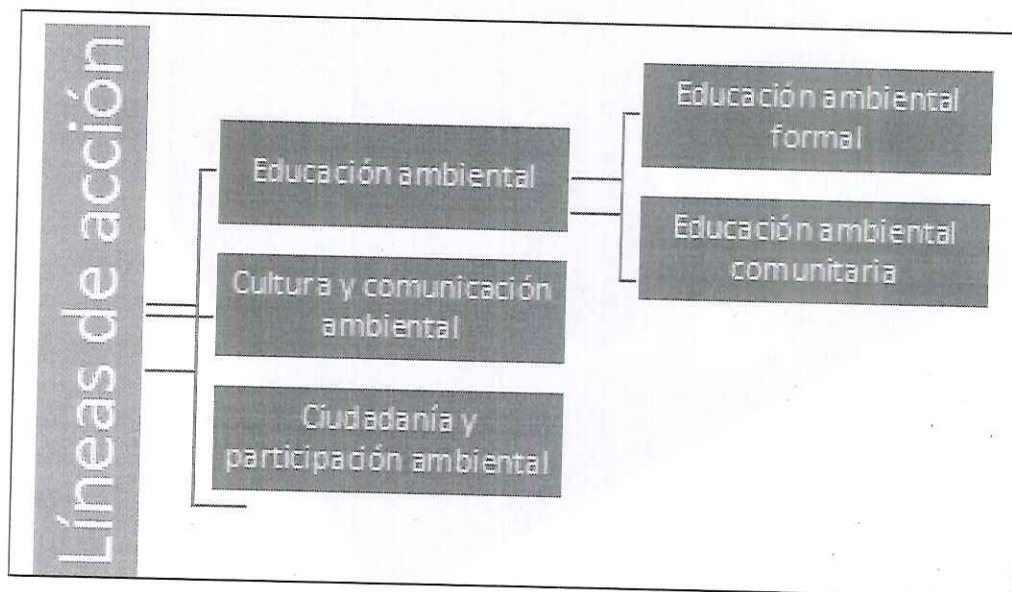 Líneas de acción
Educación ambiental
Cultura y comunicación
ambiental
Ciudadanía y
participación ambiental
Educación ambiental
formal
Educación ambiental
comunitaria